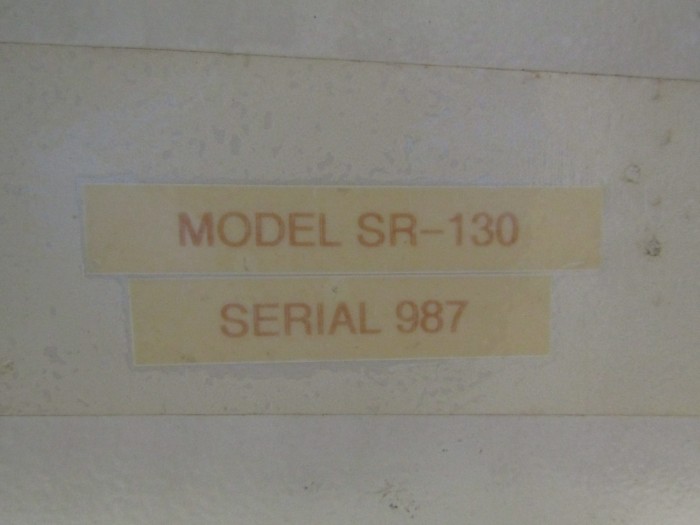 MODEL SR-130
SERIAL 987